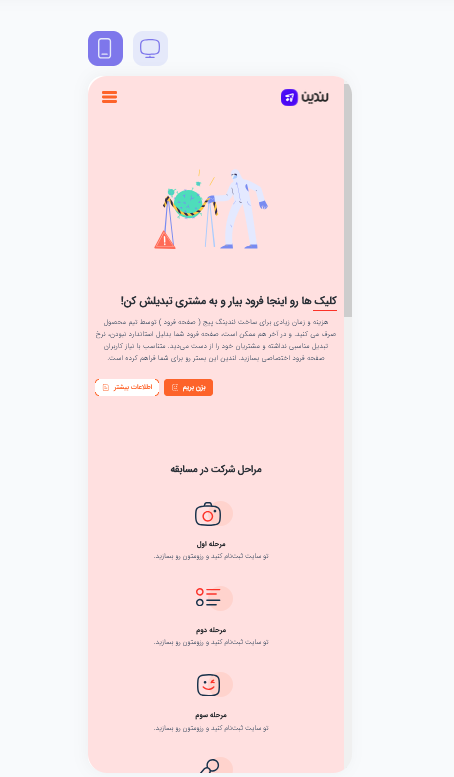 لندین
کلیک ها رو اینجا فرود بیار و به مشتری تبدیلش کن!
هزینه و زمان زیادی برای ساخت لندینگ پیج ( صفحه فرود ) توسط تیم محصول
صرف می کنید. و در آخر هم ممکن است، صفحه فرود شما بدلیل استاندارد نبودن، نرخ
تبدیل مناسبی نداشته و مشتریان خود را از دست می‌دید. متناسب با نیاز کاربران
صفحه فرود اختصاصی بسازید. لندین این بستر رو برای شما فراهم کرده است.
بزن بریم
اطلاعات بیشتر
مراحل شرکت در مسابقه
مرحله اول
تو سایت ثبت‌نام کنید و رزومتون رو بسازید.
مرحله دوم
تو سایت ثبت‌نام کنید و رزومتون رو بسازید.
مرحله سوم
تو سایت ثبت‌نام کنید و رزومتون رو بسازید.